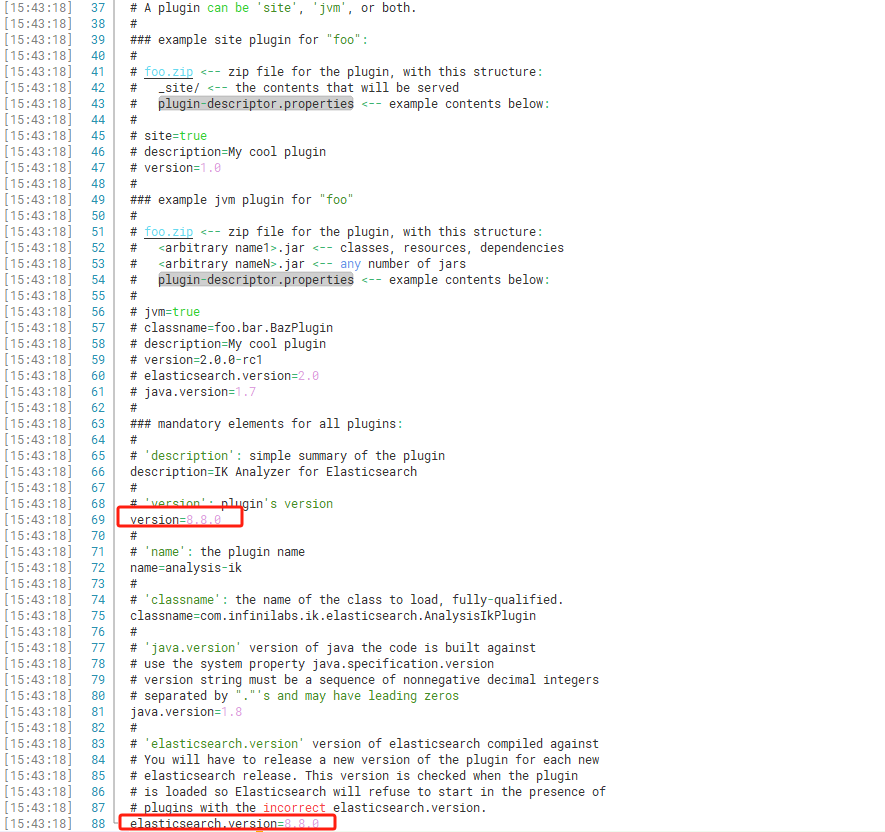 [15:43:18] 37 # A plugin can be 'site', 'jvm', or both.
[15:43:18] 38 #
[15:43:18] 39 ### example site plugin for "foo":
[15:43:18] 40 #
[15:43:18] 41 # foo.zip <-- zip file for the plugin, with this structure:
[15:43:18] 42 #   _site/ <-- the contents that will be served
[15:43:18] 43 #   plugin-descriptor.properties <-- example contents below:
[15:43:18] 44 #
[15:43:18] 45 # site=true
[15:43:18] 46 # description=My cool plugin
[15:43:18] 47 # version=1.0
[15:43:18] 48 #
[15:43:18] 49 ### example jvm plugin for "foo"
[15:43:18] 50 #
[15:43:18] 51 # foo.zip <-- zip file for the plugin, with this structure:
[15:43:18] 52 #   <arbitrary name1>.jar <-- classes, resources, dependencies
[15:43:18] 53 #   <arbitrary nameN>.jar <-- any number of jars
[15:43:18] 54 #   plugin-descriptor.properties <-- example contents below:
[15:43:18] 55 #
[15:43:18] 56 # jvm=true
[15:43:18] 57 # classname=foo.bar.BazPlugin
[15:43:18] 58 # description=My cool plugin
[15:43:18] 59 # version=2.0.0-rc1
[15:43:18] 60 # elasticsearch.version=2.0
[15:43:18] 61 # java.version=1.7
[15:43:18] 62 #
[15:43:18] 63 ### mandatory elements for all plugins:
[15:43:18] 64 #
[15:43:18] 65 # 'description': simple summary of the plugin
[15:43:18] 66 description=IK Analyzer for Elasticsearch
[15:43:18] 67 #
[15:43:18] 68 # 'version': plugin's version
[15:43:18] 69 version=8.8.0
[15:43:18] 70 #
[15:43:18] 71 # 'name': the plugin name
[15:43:18] 72 name=analysis-ik
[15:43:18] 73 #
[15:43:18] 74 # 'classname': the name of the class to load, fully-qualified.
[15:43:18] 75 classname=com.infinilabs.ik.elasticsearch.AnalysisIkPlugin
[15:43:18] 76 #
[15:43:18] 77 # 'java.version' version of java the code is built against
[15:43:18] 78 # use the system property java.specification.version
[15:43:18] 79 # version string must be a sequence of nonnegative decimal integers
[15:43:18] 80 # separated by "."'s and may have leading zeros
[15:43:18] 81 java.version=1.8
[15:43:18] 82 #
[15:43:18] 83 # 'elasticsearch.version' version of elasticsearch compiled against
[15:43:18] 84 # You will have to release a new version of the plugin for each new
[15:43:18] 85 # elasticsearch release. This version is checked when the plugin
[15:43:18] 86 # is loaded so Elasticsearch will refuse to start in the presence of
[15:43:18] 87 # plugins with the incorrect elasticsearch.version.
[15:43:18] 88 elasticsearch.version=8.8.0